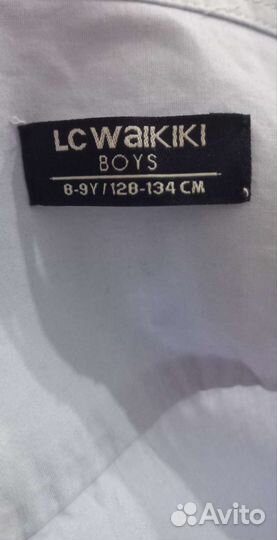 LC WAIKIKI
BOYS
8-9Y/128-134 CM
Avito